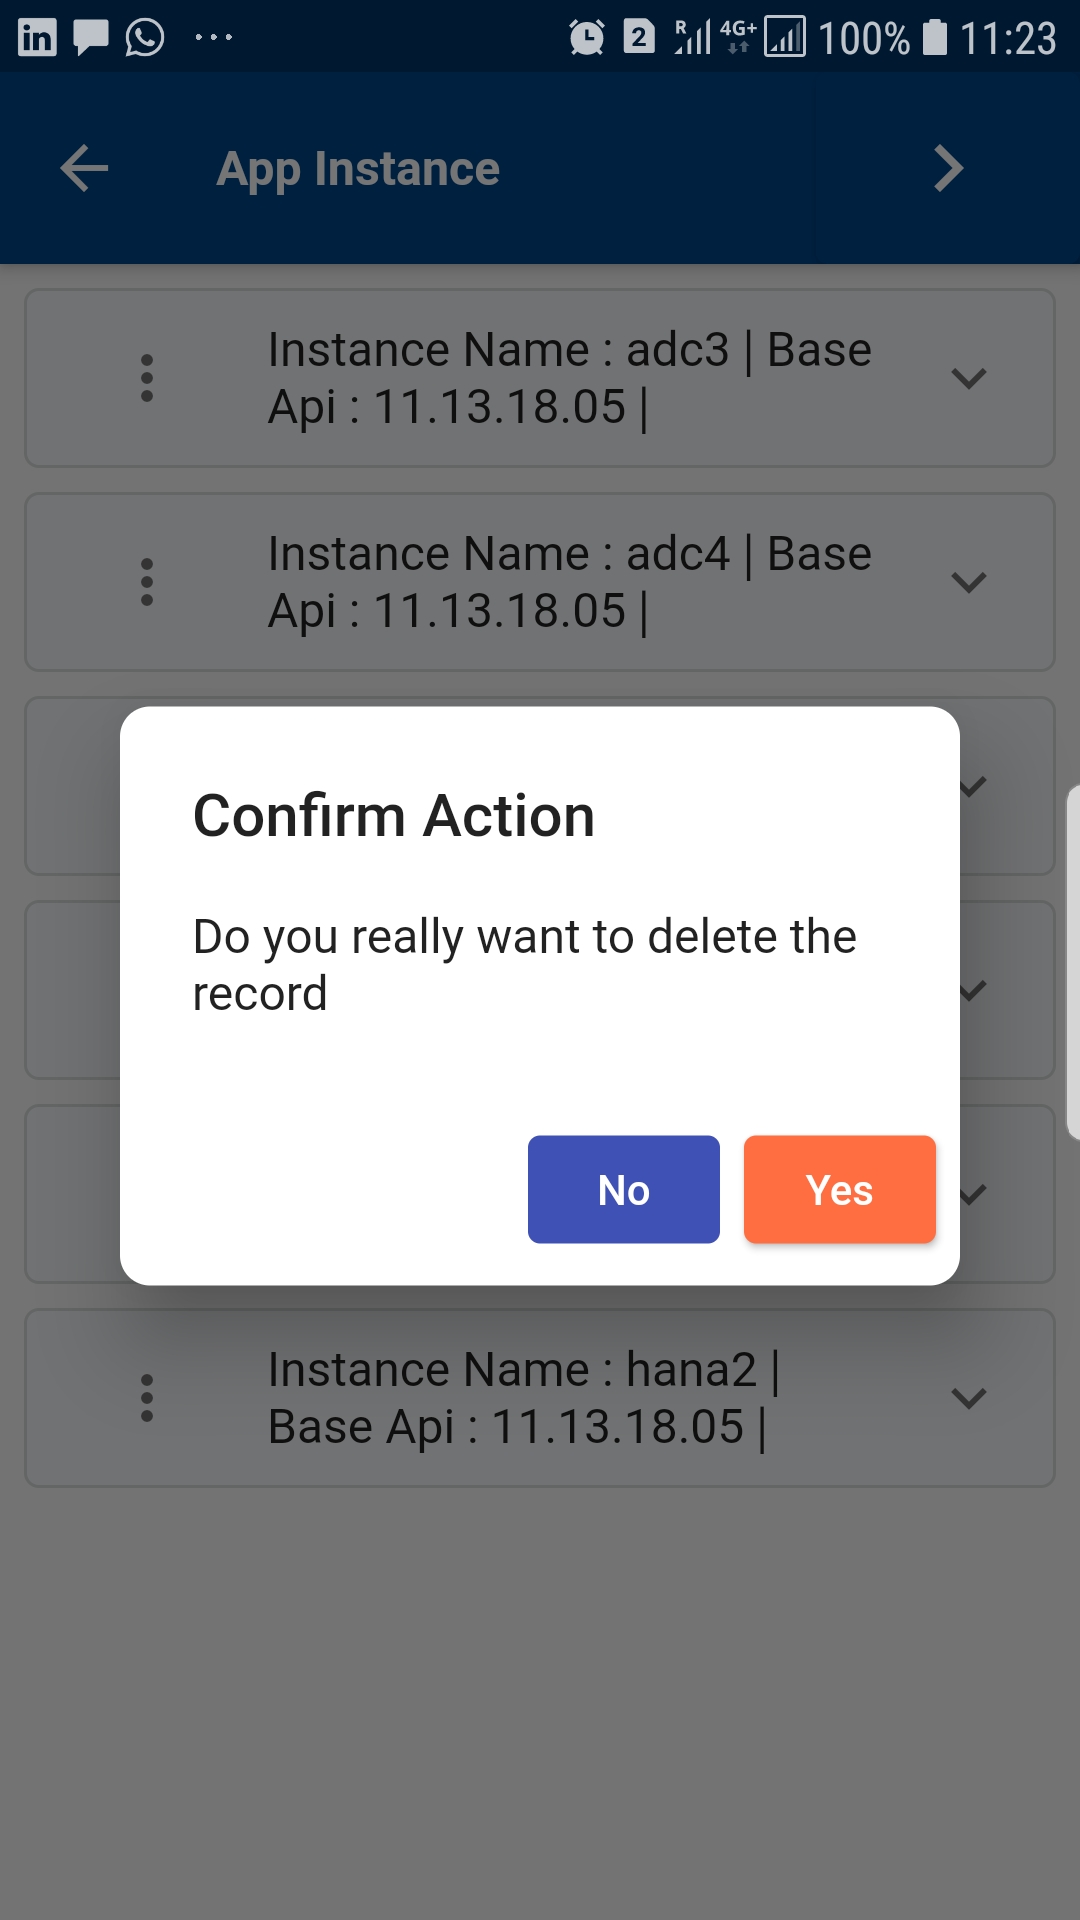 in 2 R 4G+ 100% 11:23
App Instance
Instance Name : adc3 | Base
Api : 11.13.18.05 |
Instance Name : adc4 | Base
Api : 11.13.18.05 |
Confirm Action
Do you really want to delete the
record
No Yes
Instance Name : hana2 |
Base Api : 11.13.18.05 |